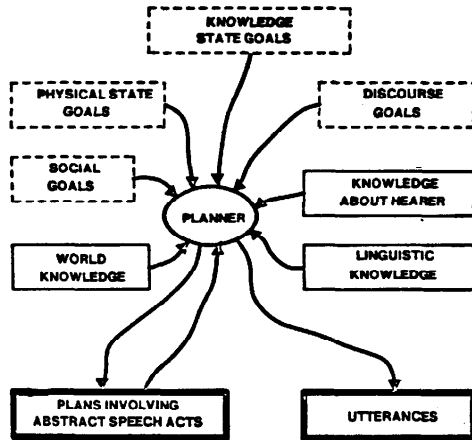 KNOWLEDGE
STATE GOALS
PHYSICAL STATE
GOALS
DISCOURSE
GOALS
SOCIAL
GOALS
KNOWLEDGE
ABOUT HEARER
PLANNER
WORLD
KNOWLEDGE
LINGUISTIC
KNOWLEDGE
PLANS INVOLVING
ABSTRACT SPEECH ACTS
UTTERANCES